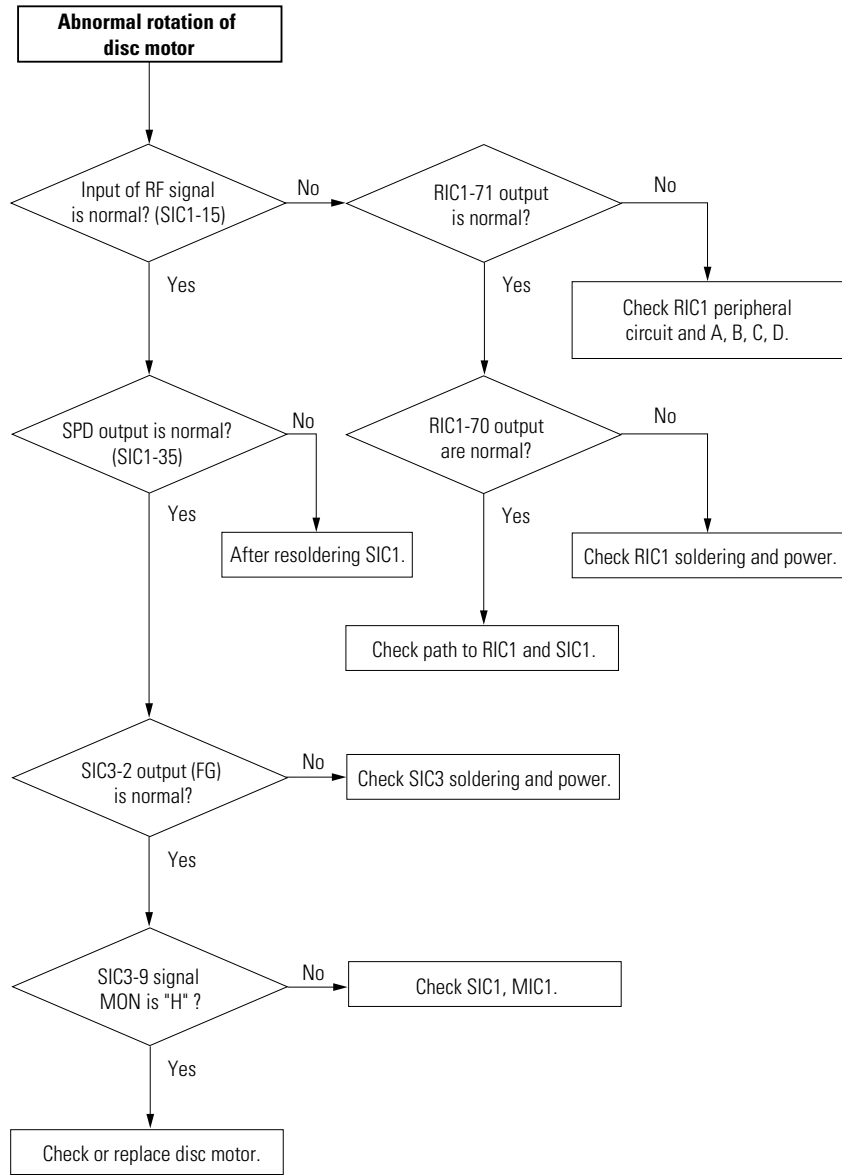 Abnormal rotation of
disc motor
Input of RF signal
is normal? (SIC1-15)
No
RIC1-71 output
is normal?
No
Yes
Yes
Check RIC1 peripheral
circuit and A, B, C, D.
SPD output is normal?
(SIC1-35)
No
RIC1-70 output
are normal?
No
Yes
Yes
After resoldering SIC1.
Check RIC1 soldering and power.
Check path to RIC1 and SIC1.
SIC3-2 output (FG)
is normal?
No
Check SIC3 soldering and power.
Yes
SIC3-9 signal
MON is "H" ?
No
Check SIC1, MIC1.
Yes
Check or replace disc motor.